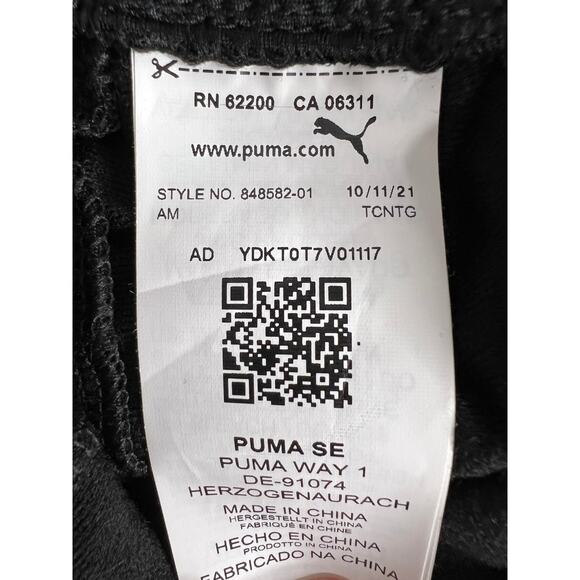 RN 62200 CA 06311
www.puma.com
STYLE NO. 848582-01 10/11/21
AM TCNTG
AD YDKT0T7V01117
PUMA SE
PUMA WAY 1
DE-91074
HERZOGENAURACH
MADE IN CHINA
HERGESTELLT IN CHINA
FABRIQUÉ EN CHINE
HECHO EN CHINA
PRODOTTO IN CHINA
FABRICADO NA CHINA